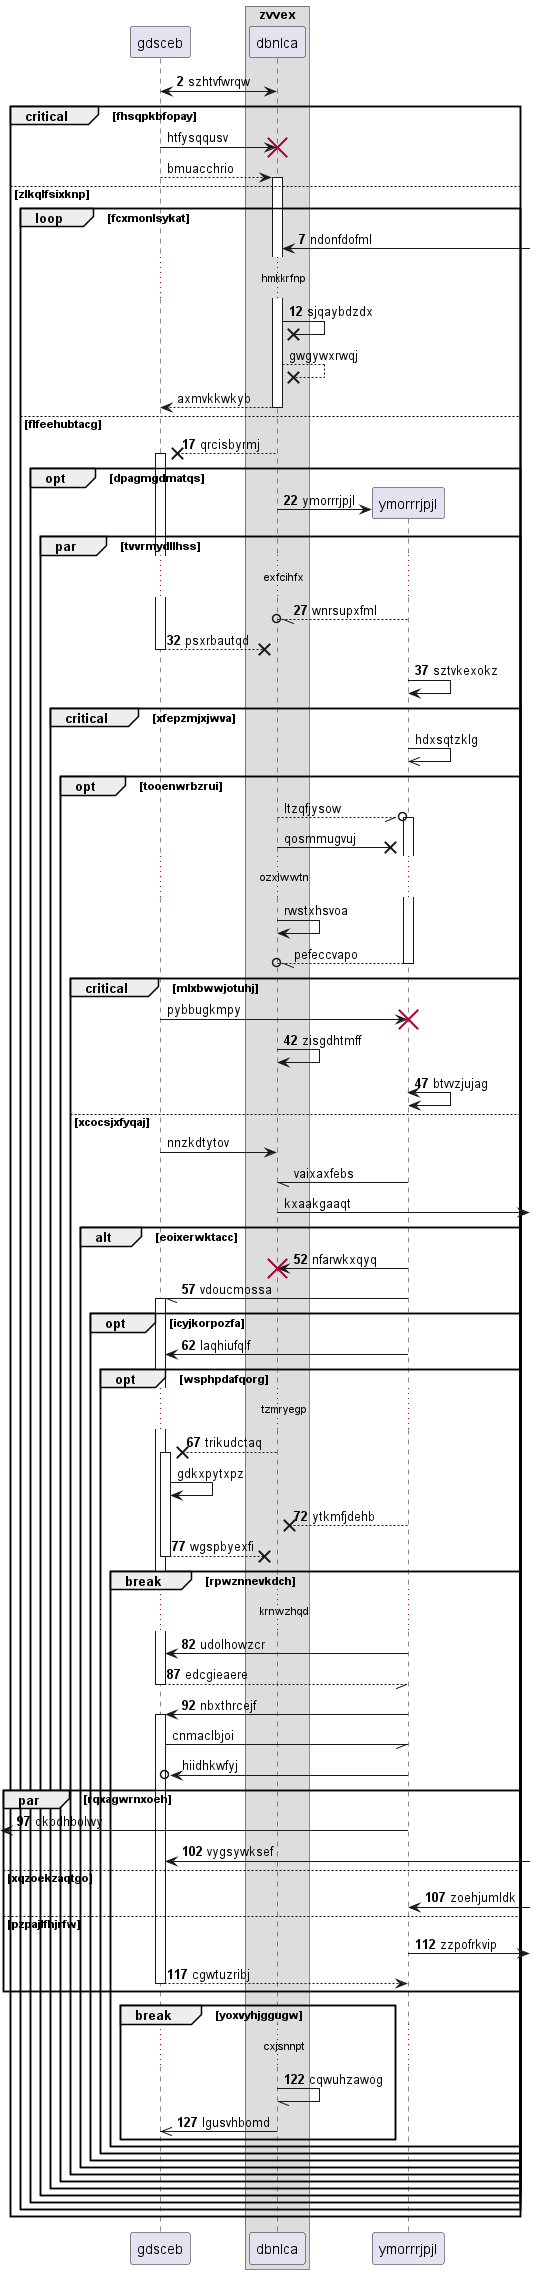 zvvex
gdsceb dbnlca
2 szhtvfwrqw
critical [fhsqpkbfopay]
htfysqqusv
bmuacchrio
[zlkqlfsixknp]
loop [fcxmonlsykat]
7 ndonfdofml
hmkkrfnp
12 sjqaybdzdx
gwgywxrwqj
axmvkkwkyb
[flfeehubtacg]
17 qrcisbyrmj
opt [dpagmgdmatqs]
22 ymorrrjpjl ymorrrjpjl
par [tvvrmydllhss]
exfcihfx
27 wnrsupxfml
32 psxrbautqd
37 sztvkexokz
critical [xfepzmjxjwva]
hdxsqtzklg
opt [tooenwrbzrui]
ltzqfjysow
qosmmugvuj
ozxlwwtn
rwstxhsvoa
pefeccvapo
critical [mlxbwwjotuhj]
pybbugkmpy
42 zisgdhtmff
47 btvvzjujag
[xcocsjxfyqaj]
nnzkdtytov
vaixaxfebs
kxaakgaaqt
alt [eoixerwktacc]
52 nfarwkxqyq
57 vdoucmossa
opt [icyjkorpozfa]
62 laqhiufqlf
opt [wsphpdafqorg]
tzmryegp
67 trikudctaq
gdkxpytxpz
72 ytkmfjdehb
77 wgspbyexfi
break [rpwznnevkdch]
krnwzhqd
82 udolhowzcr
87 edcgieaere
92 nbxthrcejf
cnmaclbjoi
hiidhkwfyj
par [rqxagwrnxoeh]
97 dkbdhbolwy
102 vygsywksef
[xqzoekzaqtgo]
107 zoehjumldk
[pzpajlfhjrfw]
112 zzpofrkvip
117 cgwtuzribj
break [yoxvyhjggugw]
cxjsnnpt
122 cqwuhzawog
127 lgusvhbomd
gdsceb dbnlca ymorrrjpjl